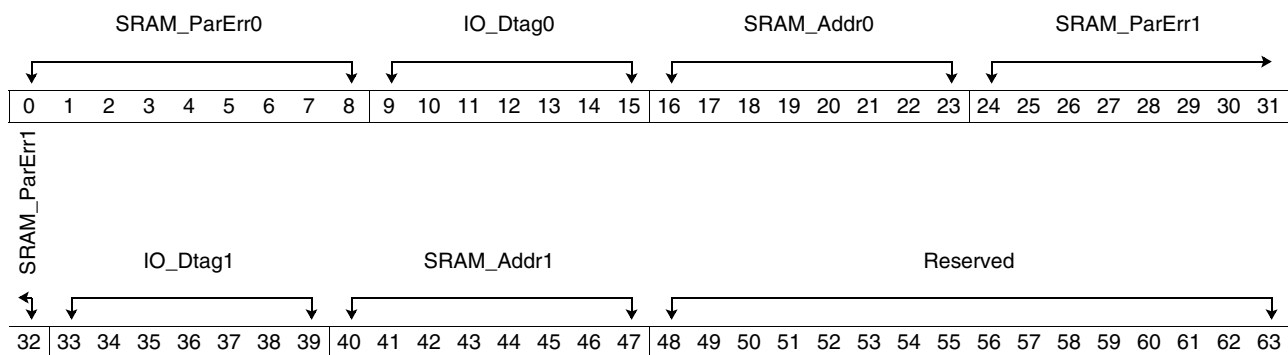 SRAM_ParErr0 IO_Dtag0 SRAM_Addr0 SRAM_ParErr1
0 1 2 3 4 5 6 7 8 9 10 11 12 13 14 15 16 17 18 19 20 21 22 23 24 25 26 27 28 29 30 31
SRAM_ParErr1
IO_Dtag1 SRAM_Addr1 Reserved
32 33 34 35 36 37 38 39 40 41 42 43 44 45 46 47 48 49 50 51 52 53 54 55 56 57 58 59 60 61 62 63